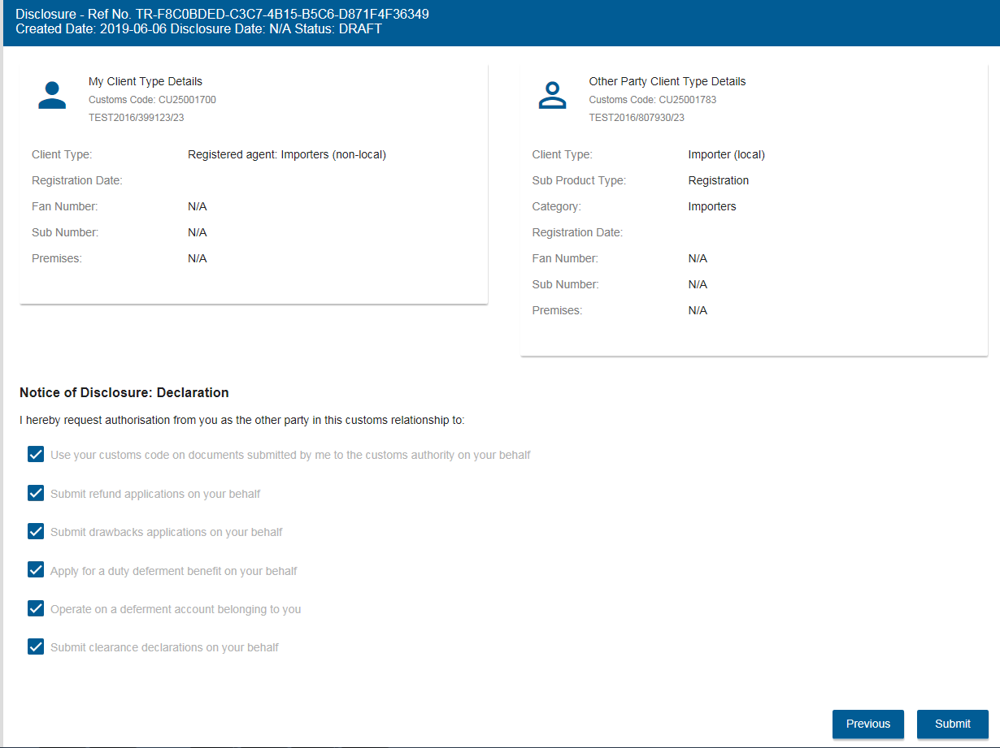 Disclosure - Ref No. TR-F8C0BDED-C3C7-4B15-B5C6-D871F4F36349
Created Date: 2019-06-06 Disclosure Date: N/A Status: DRAFT
My Client Type Details
Customs Code: CU25001700
TEST2016/399123/23
Client Type: Registered agent: Importers (non-local)
Registration Date:
Fan Number: N/A
Sub Number: N/A
Premises: N/A
Other Party Client Type Details
Customs Code: CU25001783
TEST2016/807930/23
Client Type: Importer (local)
Sub Product Type: Registration
Category: Importers
Registration Date:
Fan Number: N/A
Sub Number: N/A
Premises: N/A
Notice of Disclosure: Declaration
I hereby request authorisation from you as the other party in this customs relationship to:
Use your customs code on documents submitted by me to the customs authority on your behalf
Submit refund applications on your behalf
Submit drawbacks applications on your behalf
Apply for a duty deferment benefit on your behalf
Operate on a deferment account belonging to you
Submit clearance declarations on your behalf
Previous Submit